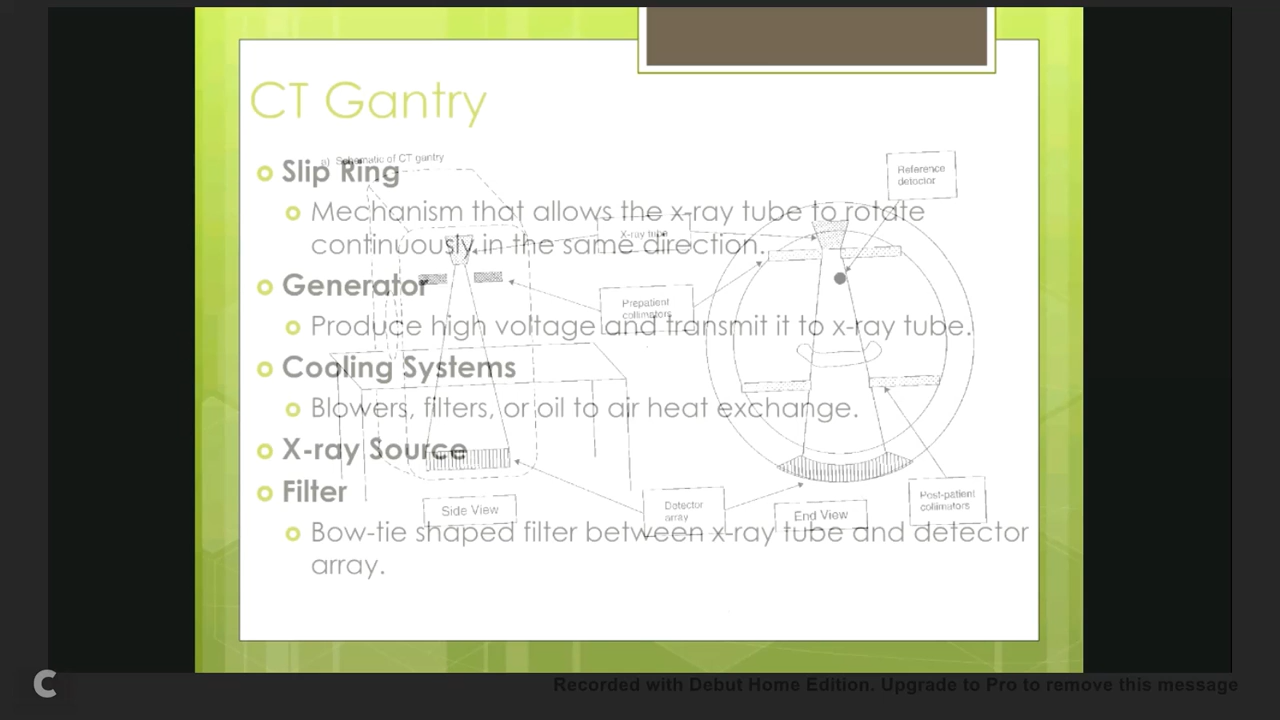 CT Gantry
a) Schematic of CT gantry
Slip Ring
Reference
detector
Mechanism that allows the x-ray tube to rotate
X-ray tube
continuously in the same direction.
Generator
Prepatient
collimators
Produce high voltage and transmit it to x-ray tube.
Cooling Systems
Blowers, filters, or oil to air heat exchange.
X-ray Source
Filter
Side View
Detector
array
End View
Post-patient
collimators
Bow-tie shaped filter between x-ray tube and detector
array.
C
Recorded with Debut Home Edition. Upgrade to Pro to remove this message